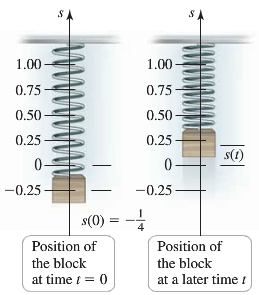 s
1.00
0.75
0.50
0.25
0
−0.25
s(0) = −1/4
Position of
the block
at time t = 0
s
1.00
0.75
0.50
0.25
0
−0.25
s(t)
Position of
the block
at a later time t